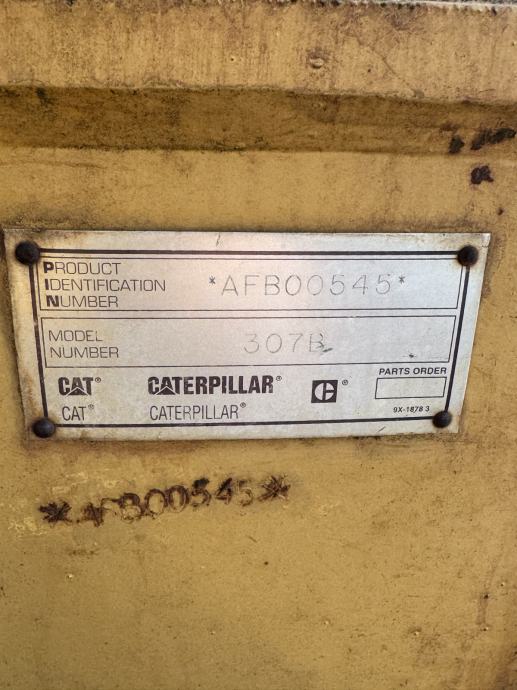 PRODUCT
IDENTIFICATION
NUMBER
*AFB00545*
MODEL
NUMBER
307B
CAT® CATERPILLAR® C®
CAT® CATERPILLAR®
PARTS ORDER
9X-1878 3
*AFB00545*